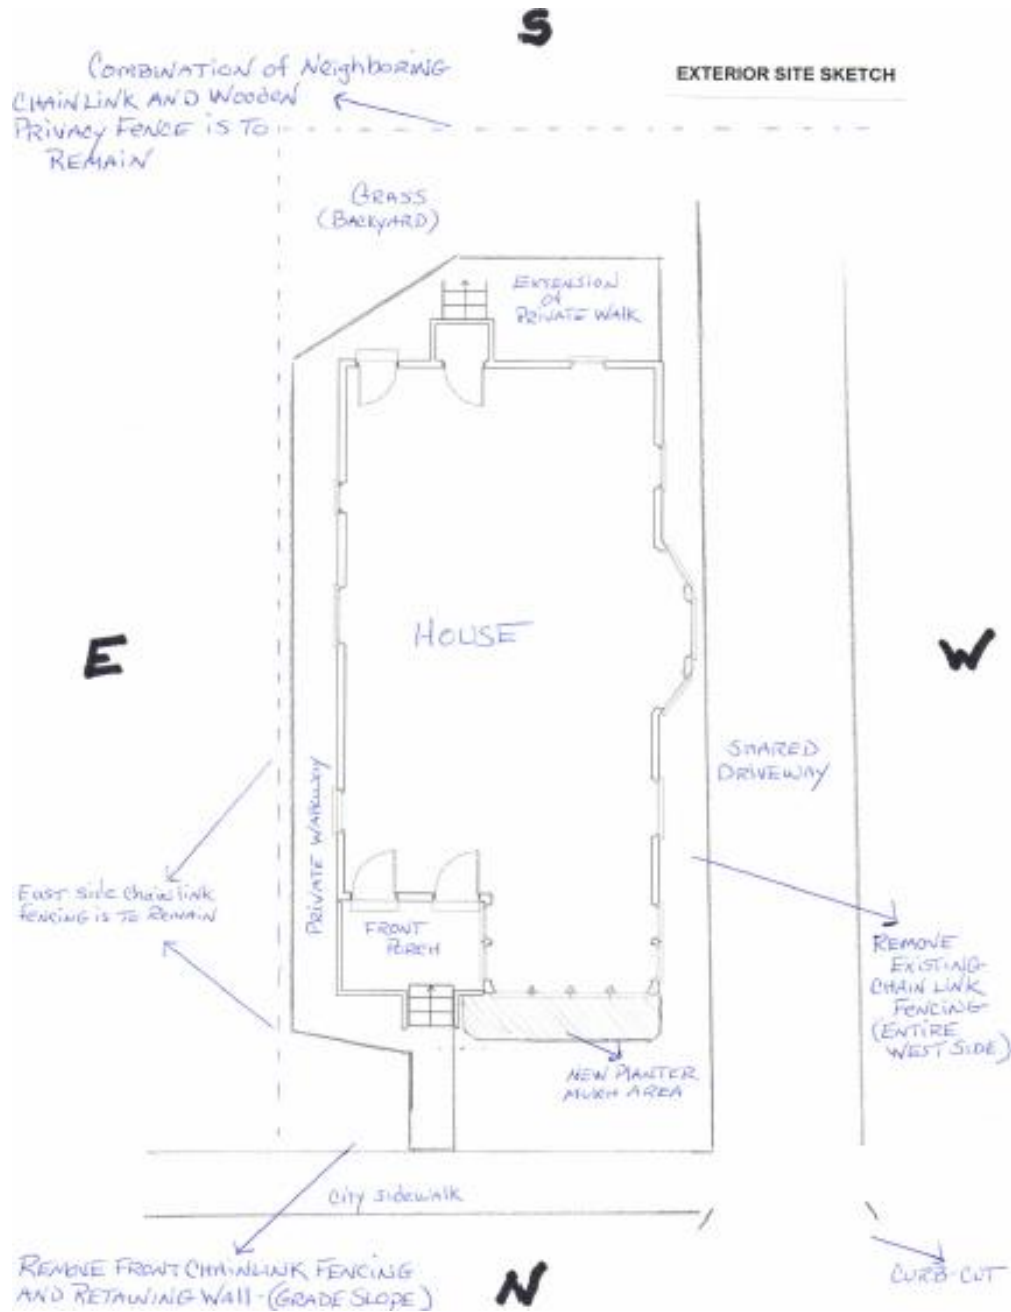 S
EXTERIOR SITE SKETCH
COMBINATION of Neighboring
CHAINLINK AND WOODEN
PRIVACY FENCE is To
REMAIN
GRASS
(BACKYARD)
EXTENSION
of
PRIVATE WALK
HOUSE
E
W
SHARED
DRIVEWAY
PRIVATE WALKWAY
EAST SIDE CHAINLINK
FENCING IS TO REMAIN
FRONT
PORCH
REMOVE
EXISTING
CHAIN LINK
FENCING
(ENTIRE
WEST SIDE)
NEW PLANTER
MULCH AREA
City Sidewalk
REMOVE FRONT CHAINLINK FENCING
AND RETAINING WALL-(GRADE SLOPE)
N
CURB-CUT